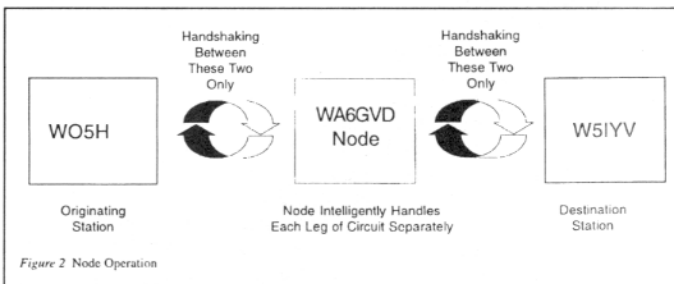 Handshaking
Between
These Two
Only
Handshaking
Between
These Two
Only
WO5H
WA6GVD
Node
W5IYV
Originating
Station
Node Intelligently Handles
Each Leg of Circuit Separately
Destination
Station
Figure 2 Node Operation